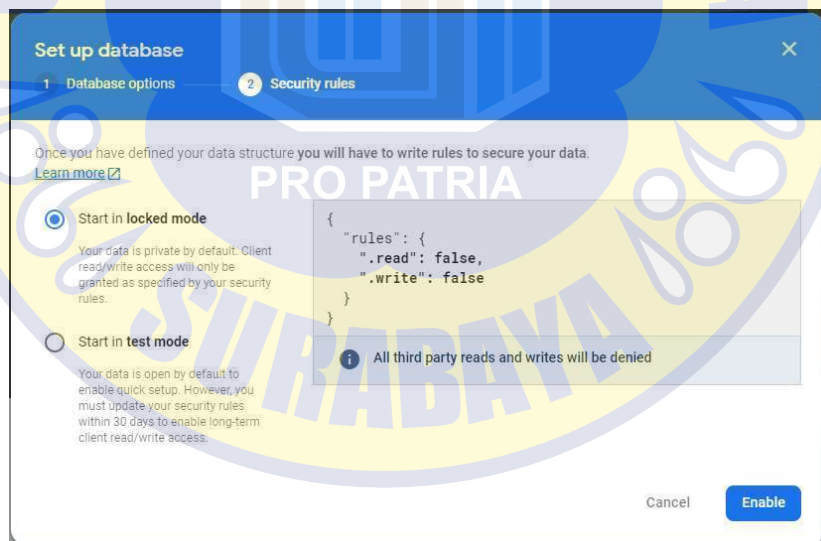 Set up database
1 Database options
2 Security rules
Once you have defined your data structure you will have to write rules to secure your data.
Learn more
PRO PATRIA
Start in locked mode
Your data is private by default. Client
read/write access will only be
granted as specified by your security
rules.
Start in test mode
Your data is open by default to
enable quick setup. However, you
must update your security rules
within 30 days to enable long-term
client read/write access.
{
"rules": {
".read": false,
".write": false
}
}
All third party reads and writes will be denied
SURABAYA
Cancel
Enable